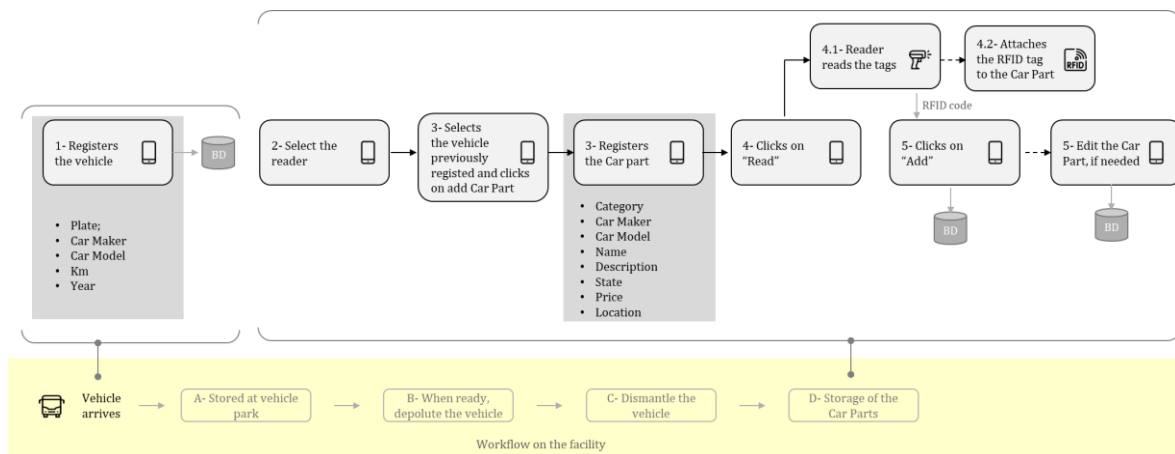 1- Registers
the vehicle
BD
Plate;
Car Maker
Car Model
Km
Year
2- Select the
reader
3- Selects
the vehicle
previously
registed and clicks
on add Car Part
3- Registers
the Car part
Category
Car Maker
Car Model
Name
Description
State
Price
Location
4- Clicks on
“Read”
4.1- Reader
reads the tags
4.2- Attaches
the RFID tag
to the Car Part
RFID
RFID code
5- Clicks on
“Add”
BD
5- Edit the Car
Part, if needed
BD
Vehicle
arrives
A- Stored at vehicle
park
B- When ready,
depolute the vehicle
C- Dismantle the
vehicle
D- Storage of the
Car Parts
Workflow on the facility